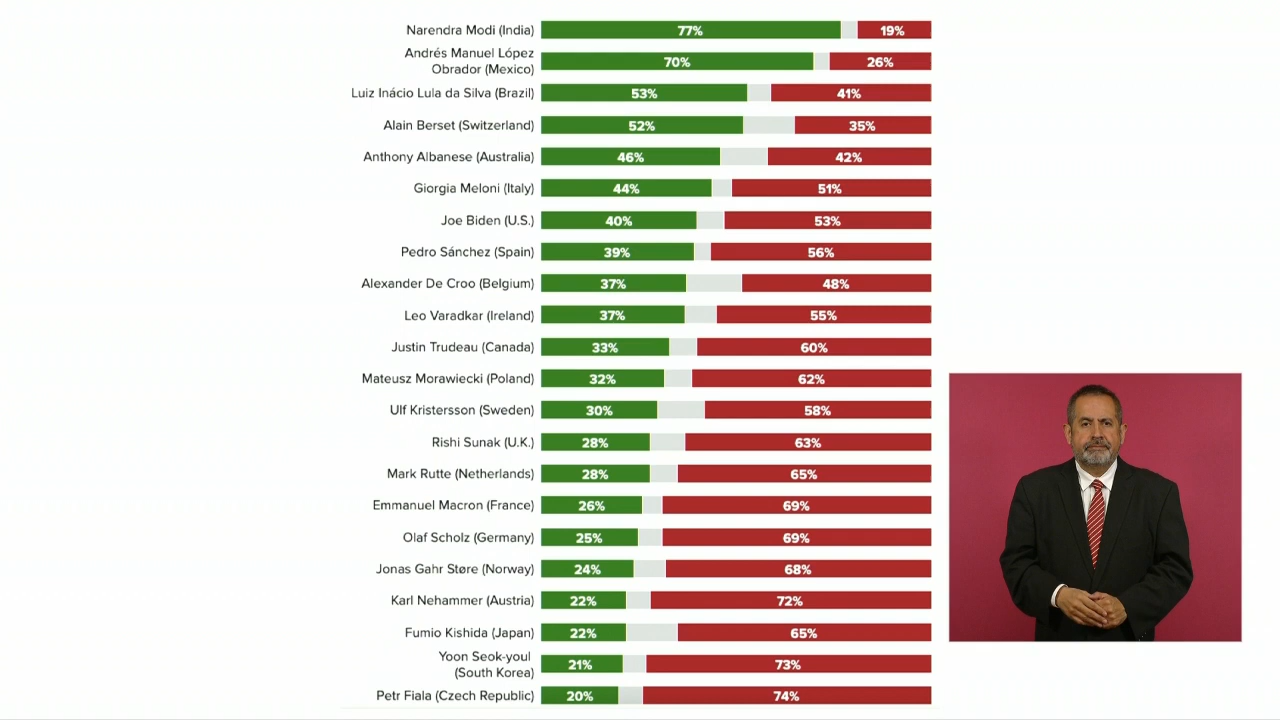 Narendra Modi (India) 77% 19%
Andrés Manuel López
Obrador (Mexico) 70% 26%
Luiz Inácio Lula da Silva (Brazil) 53% 41%
Alain Berset (Switzerland) 52% 35%
Anthony Albanese (Australia) 46% 42%
Giorgia Meloni (Italy) 44% 51%
Joe Biden (U.S.) 40% 53%
Pedro Sánchez (Spain) 39% 56%
Alexander De Croo (Belgium) 37% 48%
Leo Varadkar (Ireland) 37% 55%
Justin Trudeau (Canada) 33% 60%
Mateusz Morawiecki (Poland) 32% 62%
Ulf Kristersson (Sweden) 30% 58%
Rishi Sunak (U.K.) 28% 63%
Mark Rutte (Netherlands) 28% 65%
Emmanuel Macron (France) 26% 69%
Olaf Scholz (Germany) 25% 69%
Jonas Gahr Støre (Norway) 24% 68%
Karl Nehammer (Austria) 22% 72%
Fumio Kishida (Japan) 22% 65%
Yoon Seok-youl
(South Korea) 21% 73%
Petr Fiala (Czech Republic) 20% 74%